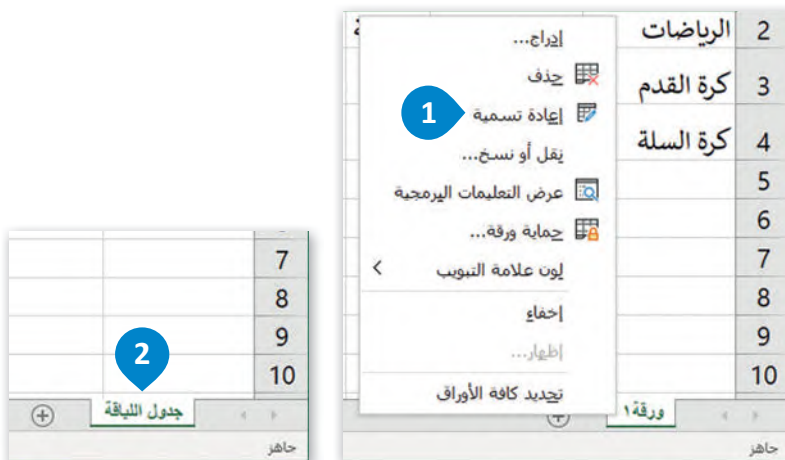 2 الرياضات
3 كرة القدم
4 كرة السلة
5
6
7
8
9
10
إدراج...
حذف
1 إعادة تسمية
نقل أو نسخ...
عرض التعليمات البرمجية
حماية ورقة...
لون علامة التبويب
إخفاء
إظهار...
تحديد كافة الأوراق
ورقة١
جاهز
7
8
9
10
2
جدول اللياقة
جاهز